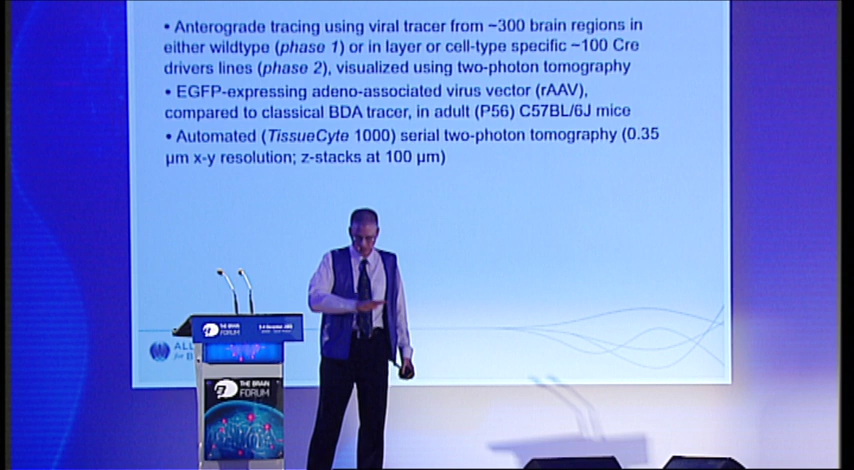 • Anterograde tracing using viral tracer from ~300 brain regions in
either wildtype (phase 1) or in layer or cell-type specific ~100 Cre
drivers lines (phase 2), visualized using two-photon tomography
• EGFP-expressing adeno-associated virus vector (rAAV),
compared to classical BDA tracer, in adult (P56) C57BL/6J mice
• Automated (TissueCyte 1000) serial two-photon tomography (0.35
µm x-y resolution; z-stacks at 100 µm)
THE BRAIN
FORUM
ALL
for B
THE BRAIN
FORUM